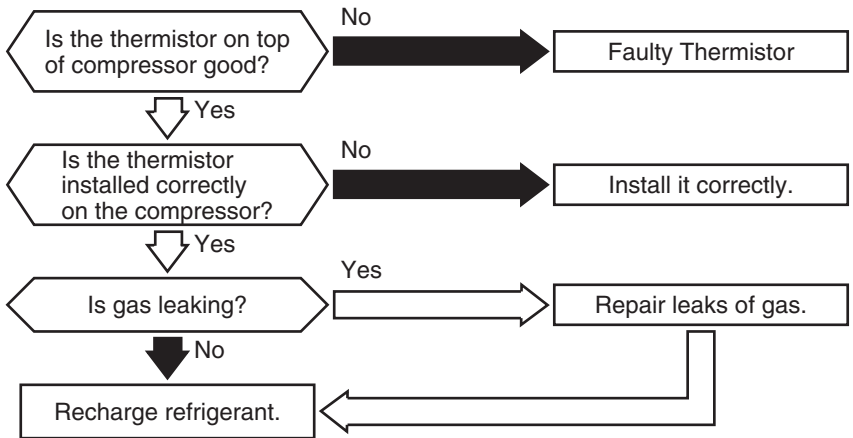 No
Is the thermistor on top
of compressor good?
Faulty Thermistor
Yes
Is the thermistor
installed correctly
on the compressor?
No
Install it correctly.
Yes
Yes
Is gas leaking?
Repair leaks of gas.
No
Recharge refrigerant.